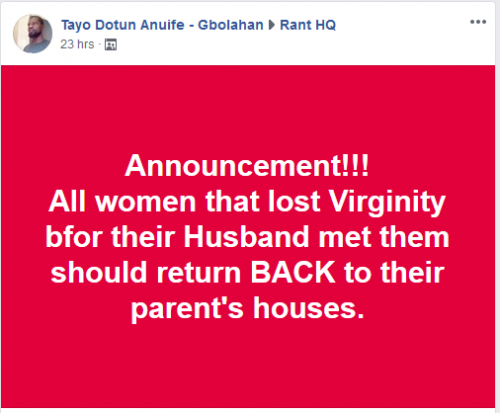 Tayo Dotun Anuife - Gbolahan ▶ Rant HQ
23 hrs ·
Announcement!!!
All women that lost Virginity
bfor their Husband met them
should return BACK to their
parent's houses.